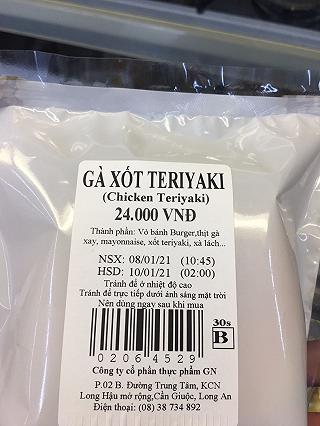 GÀ XỐT TERIYAKI
(Chicken Teriyaki)
24.000 VNĐ
Thành phần: Vỏ bánh Burger,thịt gà
xay, mayonnaise, xốt teriyaki, xà lách...
NSX: 08/01/21 (10:45)
HSD: 10/01/21 (02:00)
Tránh để ở nhiệt độ cao
Tránh để trực tiếp dưới ánh sáng mặt trời
Nên dùng ngay sau khi mua
30s
B
02064529
Công ty cổ phần thực phẩm GN
P.02 B. Đường Trung Tâm, KCN
Long Hậu mở rộng,Cần Giuộc, Long An
Điện thoại: (08) 38 734 892